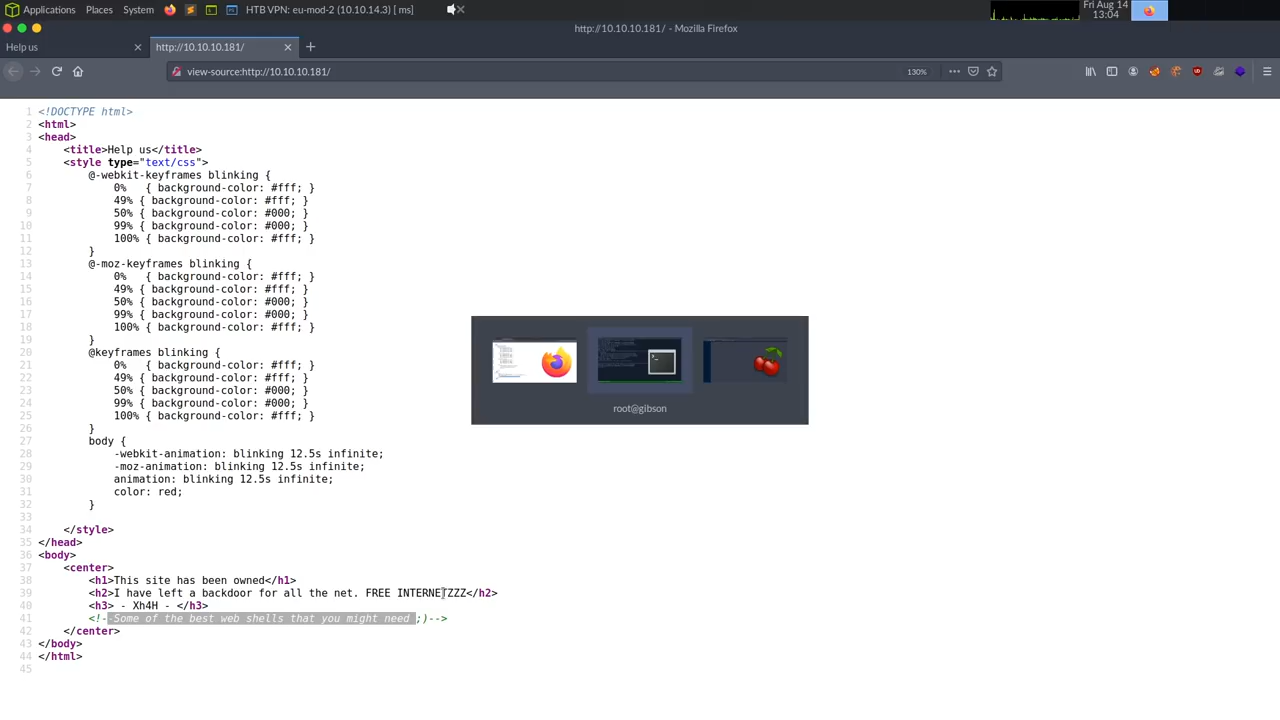 Applications Places System HTB VPN: eu-mod-2 (10.10.14.3) [ ms] Fri Aug 14 13:04
http://10.10.10.181/ - Mozilla Firefox
Help us http://10.10.10.181/
view-source:http://10.10.10.181/ 130%
1 <!DOCTYPE html>
2 <html>
3 <head>
4 <title>Help us</title>
5 <style type="text/css">
6 @-webkit-keyframes blinking {
7 0% { background-color: #fff; }
8 49% { background-color: #fff; }
9 50% { background-color: #000; }
10 99% { background-color: #000; }
11 100% { background-color: #fff; }
12 }
13 @-moz-keyframes blinking {
14 0% { background-color: #fff; }
15 49% { background-color: #fff; }
16 50% { background-color: #000; }
17 99% { background-color: #000; }
18 100% { background-color: #fff; }
19 }
20 @keyframes blinking {
21 0% { background-color: #fff; }
22 49% { background-color: #fff; }
23 50% { background-color: #000; }
24 99% { background-color: #000; }
25 100% { background-color: #fff; }
26 }
27 body {
28 -webkit-animation: blinking 12.5s infinite;
29 -moz-animation: blinking 12.5s infinite;
30 animation: blinking 12.5s infinite;
31 color: red;
32 }
33
34 </style>
35 </head>
36 <body>
37 <center>
38 <h1>This site has been owned</h1>
39 <h2>I have left a backdoor for all the net. FREE INTERNETZZZ</h2>
40 <h3> - Xh4H - </h3>
41 <!--Some of the best web shells that you might need ;)-->
42 </center>
43 </body>
44 </html>
45
root@gibson